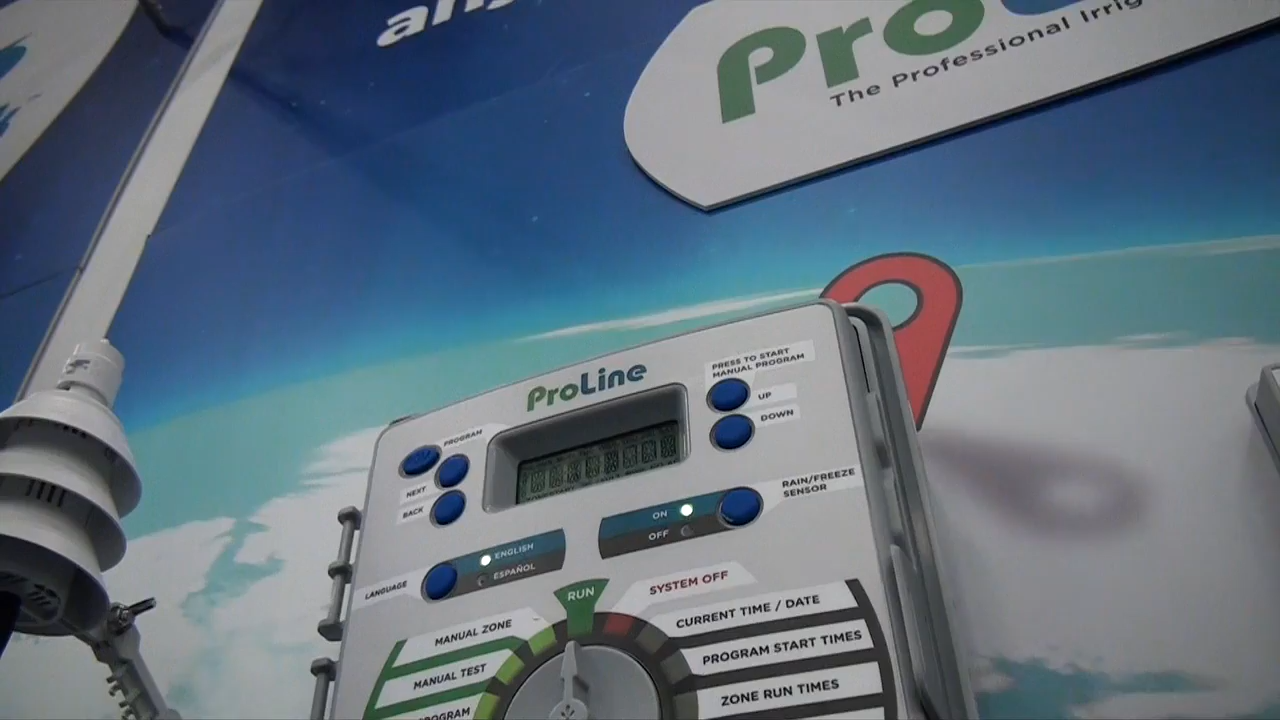 any
Pro
The Professional Irrig
ProLine
PRESS TO START
MANUAL PROGRAM
UP
DOWN
PROGRAM
NEXT
BACK
RAIN/FREEZE
SENSOR
ON
OFF
LANGUAGE
ENGLISH
ESPAÑOL
RUN
SYSTEM OFF
MANUAL ZONE
CURRENT TIME / DATE
MANUAL TEST
PROGRAM START TIMES
PROGRAM
ZONE RUN TIMES